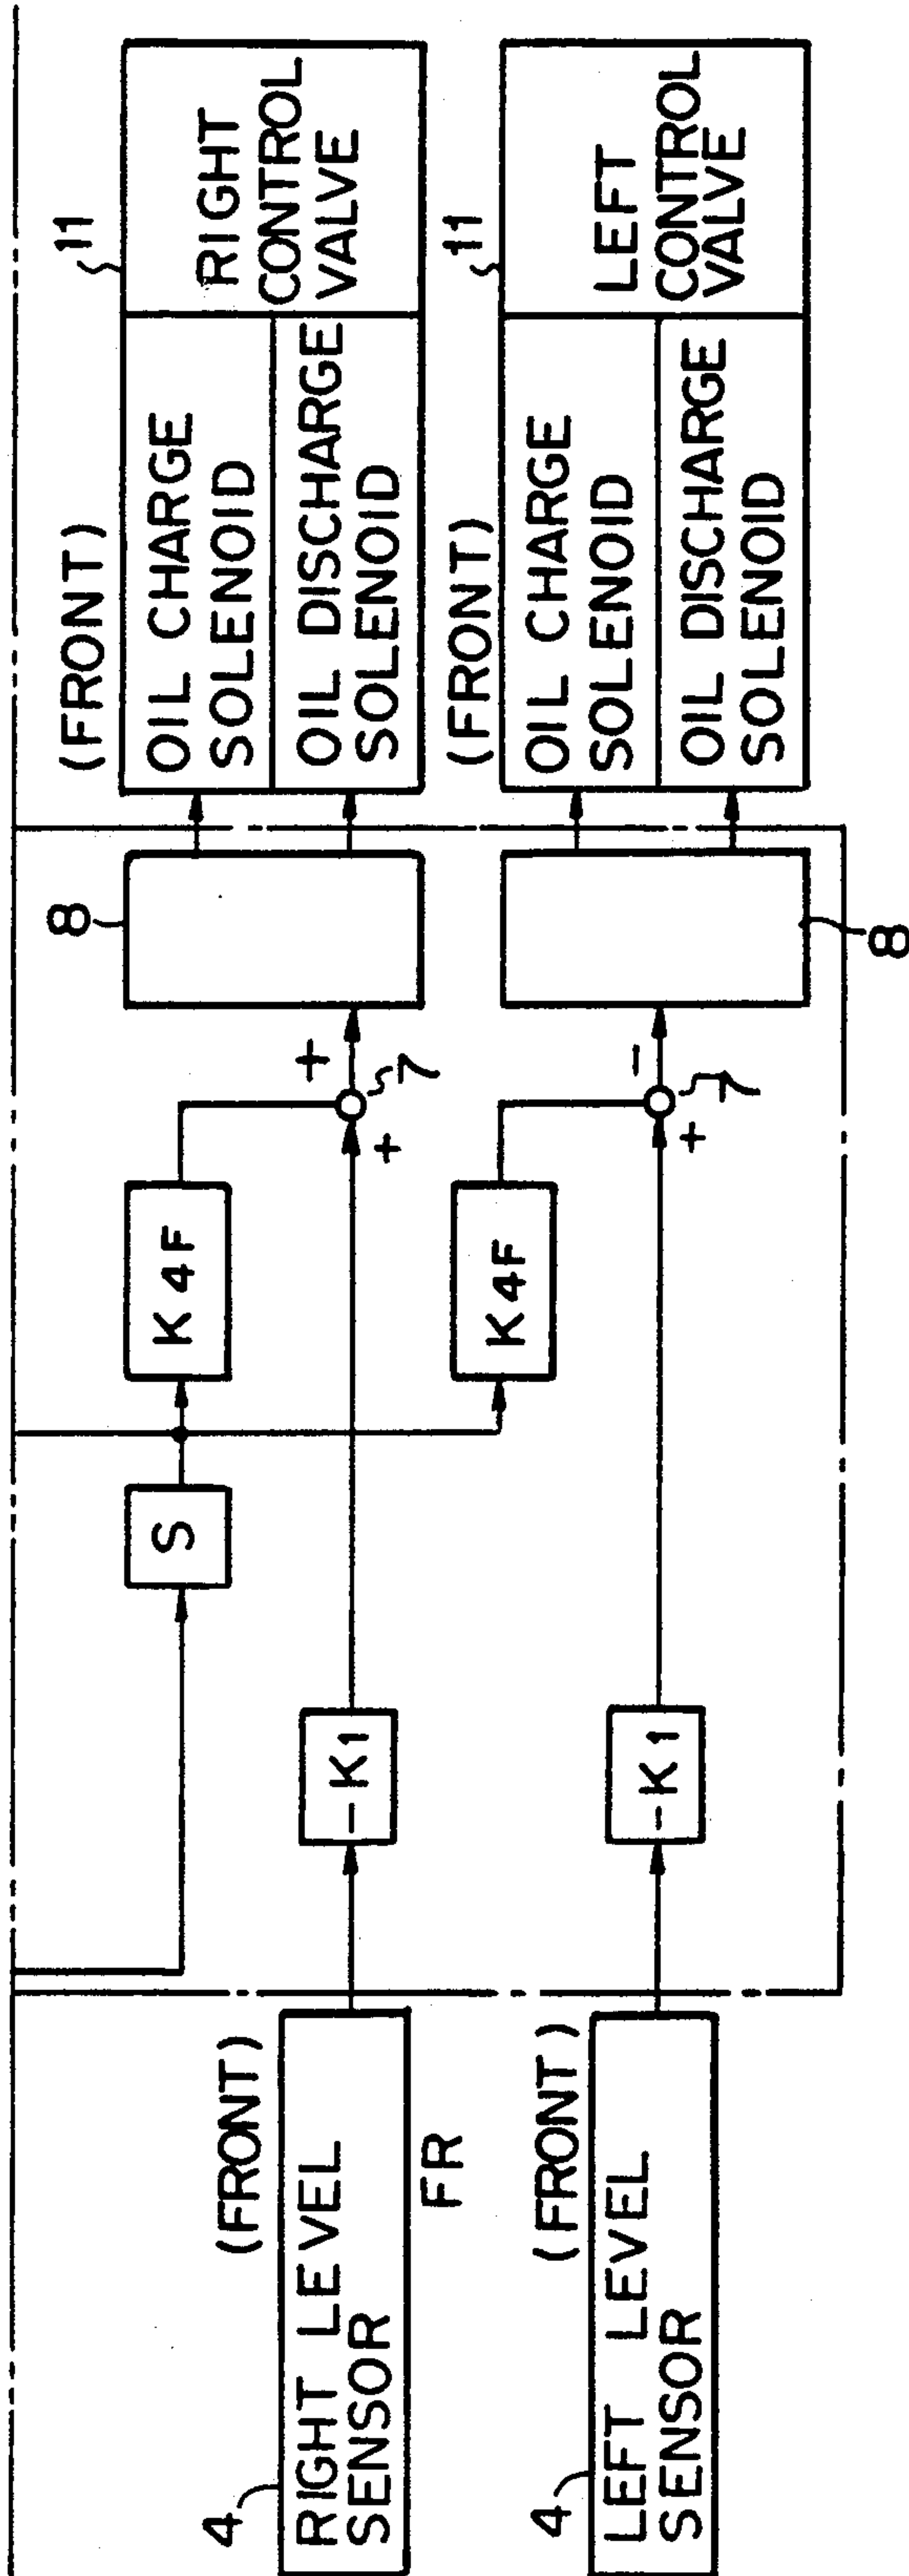 (FRONT)
4
RIGHT LEVEL
SENSOR
FR
-K1
S
K4F
+
+
7
8
(FRONT)
11
OIL CHARGE
SOLENOID
OIL DISCHARGE
SOLENOID
RIGHT
CONTROL
VALVE
(FRONT)
4
LEFT LEVEL
SENSOR
-K1
K4F
+
-
7
8
(FRONT)
11
OIL CHARGE
SOLENOID
OIL DISCHARGE
SOLENOID
LEFT
CONTROL
VALVE